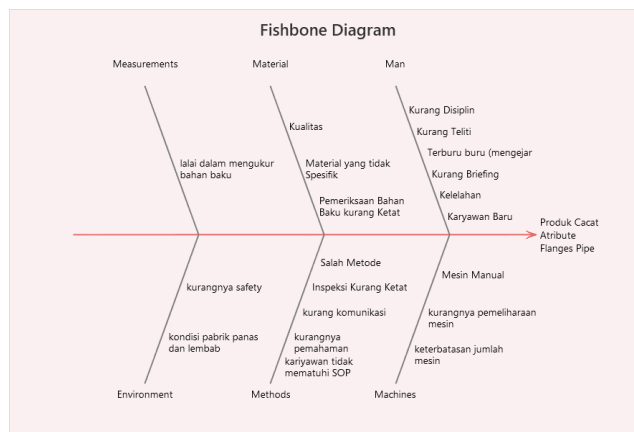 Fishbone Diagram
Measurements
Material
Man
Kurang Disiplin
Kualitas
Kurang Teliti
Terburu buru (mengejar
lalai dalam mengukur
bahan baku
Material yang tidak
Spesifik
Kurang Briefing
Kelelahan
Pemeriksaan Bahan
Baku kurang Ketat
Karyawan Baru
Produk Cacat
Atribute
Flanges Pipe
Salah Metode
Mesin Manual
kurangnya safety
Inspeksi Kurang Ketat
kurang komunikasi
kurangnya pemeliharaan
mesin
kondisi pabrik panas
dan lembab
kurangnya
pemahaman
kariyawan tidak
mematuhi SOP
keterbatasan jumlah
mesin
Environment
Methods
Machines